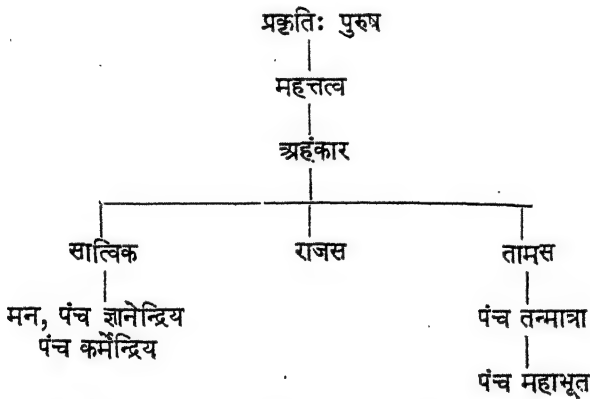 प्रकृतिः पुरुष
महत्तत्व
अहंकार
सात्विक राजस तामस
मन, पंच ज्ञानेन्द्रिय
पंच कर्मेन्द्रिय
पंच तन्मात्रा
पंच महाभूत